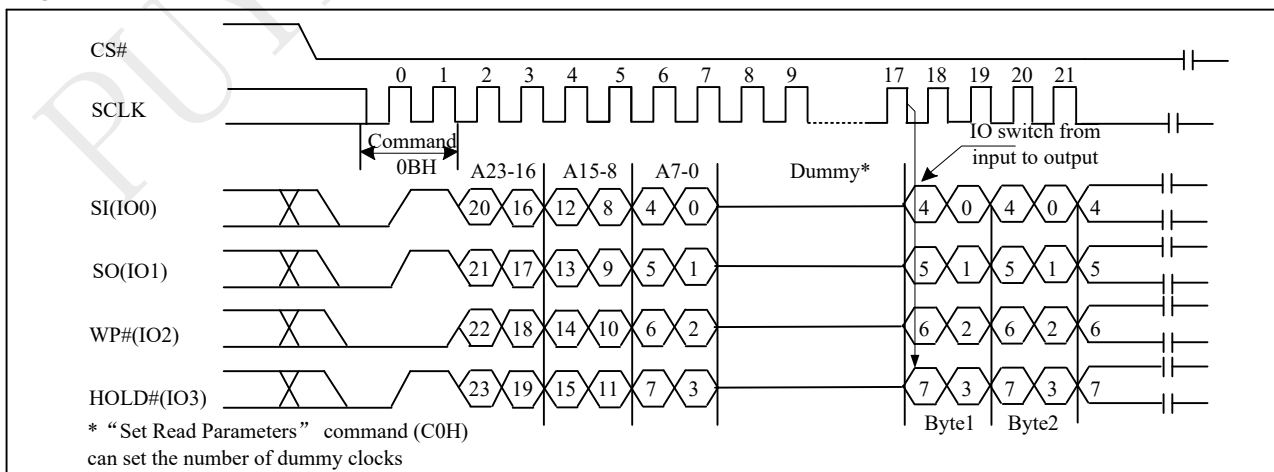 PUY
CS#
0 1 2 3 4 5 6 7 8 9 17 18 19 20 21
SCLK
Command
0BH
IO switch from
input to output
A23-16 A15-8 A7-0 Dummy*
SI(IO0) 20 16 12 8 4 0 4 0 4 0 4
SO(IO1) 21 17 13 9 5 1 5 1 5 1 5
WP#(IO2) 22 18 14 10 6 2 6 2 6 2 6
HOLD#(IO3) 23 19 15 11 7 3 7 3 7 3 7
Byte1 Byte2
* “Set Read Parameters” command (C0H)
can set the number of dummy clocks